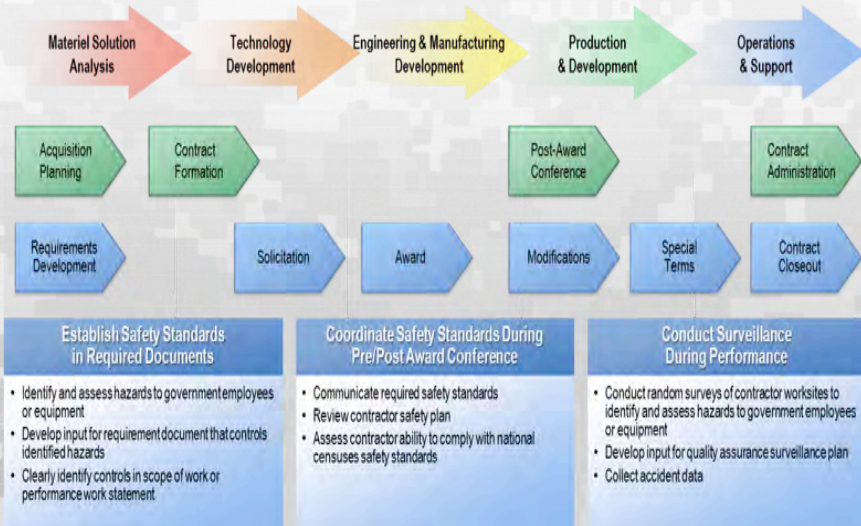 Materiel Solution
Analysis
Technology
Development
Engineering & Manufacturing
Development
Production
& Development
Operations
& Support
Acquisition
Planning
Contract
Formation
Post-Award
Conference
Contract
Administration
Requirements
Development
Solicitation
Award
Modifications
Special
Terms
Contract
Closeout
Establish Safety Standards
in Required Documents
• Identify and assess hazards to government employees
or equipment
• Develop input for requirement document that controls
identified hazards
• Clearly identify controls in scope of work or
performance work statement
Coordinate Safety Standards During
Pre/Post Award Conference
• Communicate required safety standards
• Review contractor safety plan
• Assess contractor ability to comply with national
censuses safety standards
Conduct Surveillance
During Performance
• Conduct random surveys of contractor worksites to
identify and assess hazards to government employees
or equipment
• Develop input for quality assurance surveillance plan
• Collect accident data